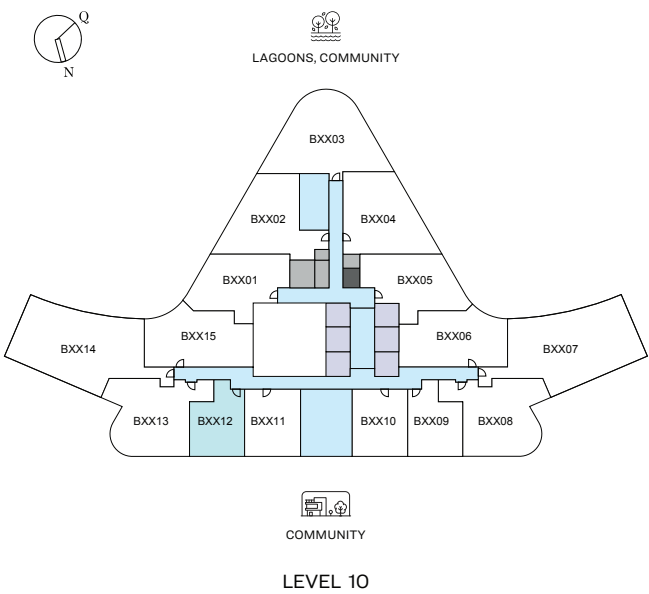 Q
N
LAGOONS, COMMUNITY
BXX03
BXX02
BXX04
BXX01
BXX05
BXX14
BXX15
BXX06
BXX07
BXX13
BXX12
BXX11
BXX10
BXX09
BXX08
COMMUNITY
LEVEL 10